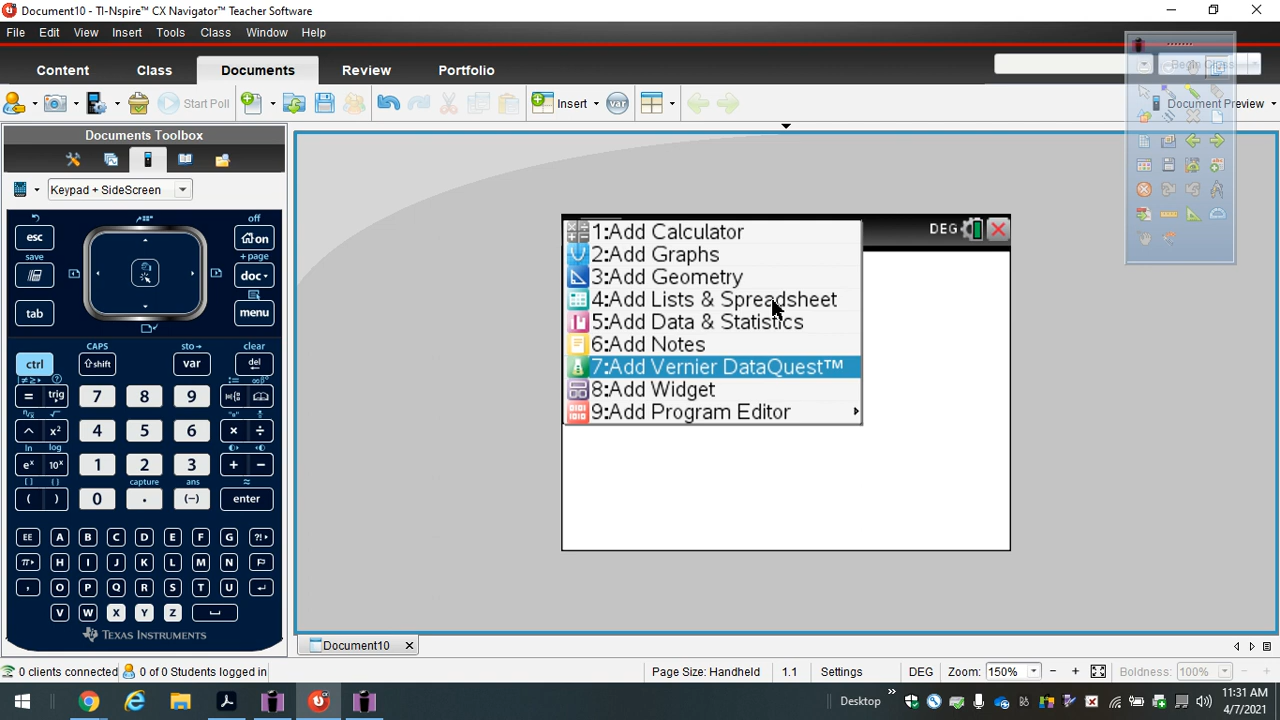 Document10 - TI-Nspire™ CX Navigator™ Teacher Software
File Edit View Insert Tools Class Window Help
Content Class Documents Review Portfolio
Start Poll Insert var Document Preview
Documents Toolbox
Keypad + SideScreen
off
esc on
save + page
doc
tab menu
CAPS sto→ clear
ctrl shift var del
= trig 7 8 9
^ x² 4 5 6 × ÷
ln log
eˣ 10ˣ 1 2 3 + −
[ ] { } capture ans ≈
( ) 0 . (−) enter
EE A B C D E F G ?!▸
π▸ H I J K L M N
, O P Q R S T U
V W X Y Z
TEXAS INSTRUMENTS
DEG
1:Add Calculator
2:Add Graphs
3:Add Geometry
4:Add Lists & Spreadsheet
5:Add Data & Statistics
6:Add Notes
7:Add Vernier DataQuest™
8:Add Widget
9:Add Program Editor
Document10
0 clients connected 0 of 0 Students logged in Page Size: Handheld 1.1 Settings DEG Zoom: 150% Boldness: 100%
Desktop 11:31 AM
4/7/2021